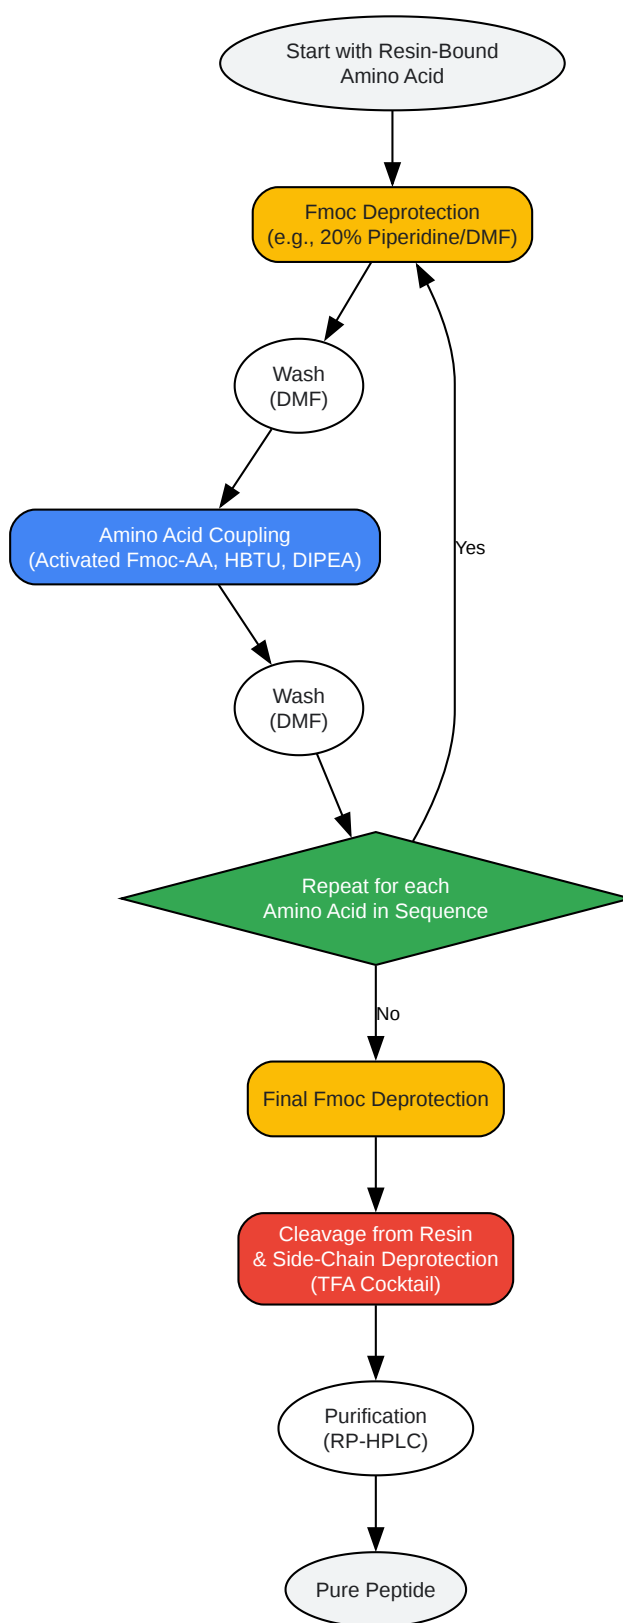 Start with Resin-Bound
Amino Acid
Fmoc Deprotection
(e.g., 20% Piperidine/DMF)
Wash
(DMF)
Amino Acid Coupling
(Activated Fmoc-AA, HBTU, DIPEA)
Yes
Wash
(DMF)
Repeat for each
Amino Acid in Sequence
No
Final Fmoc Deprotection
Cleavage from Resin
& Side-Chain Deprotection
(TFA Cocktail)
Purification
(RP-HPLC)
Pure Peptide